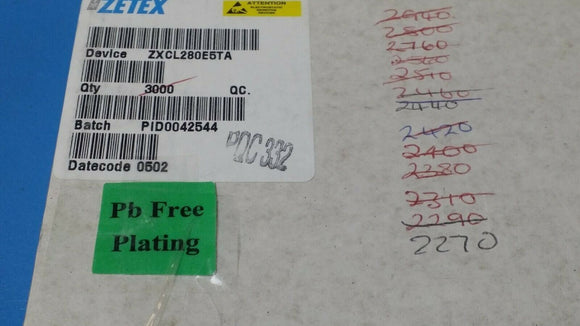 ZETEX
ATTENTION
Device ZXCL280E5TA
Qty 3000 QC.
Batch PID0042544
PQC 332
Datecode 0502
Pb Free
Plating
2940
2800
2760
2510
2460
2440
2420
2400
2380
2310
2290
2270